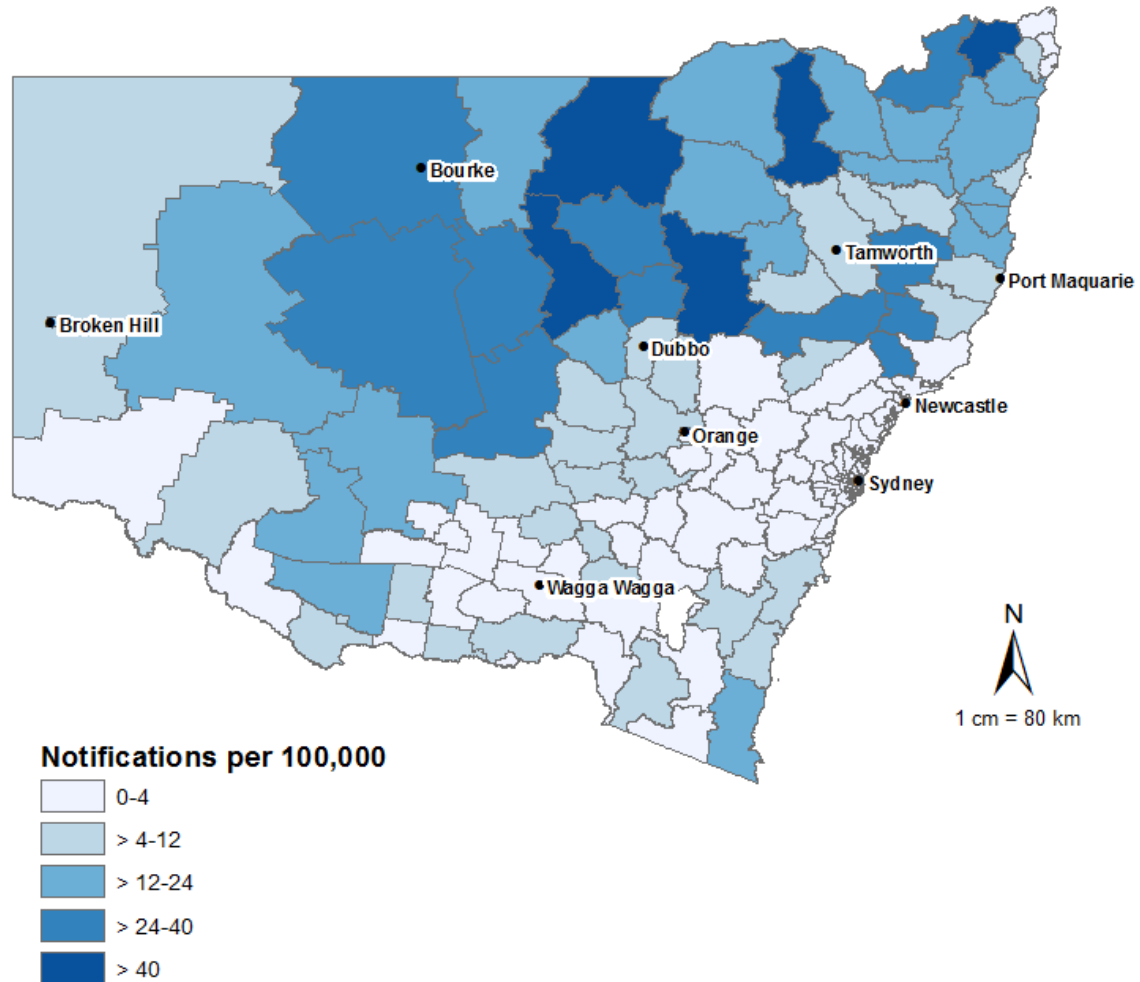 Bourke
Tamworth
Port Maquarie
Broken Hill
Dubbo
Newcastle
Orange
Sydney
Wagga Wagga
N
1 cm = 80 km
Notifications per 100,000
0-4
> 4-12
> 12-24
> 24-40
> 40